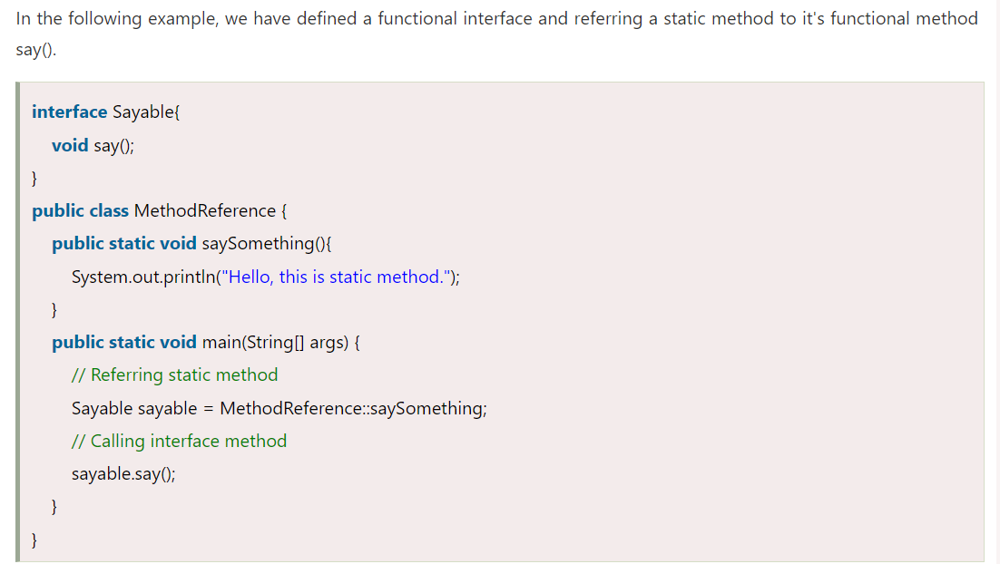 In the following example, we have defined a functional interface and referring a static method to it's functional method
say().
interface Sayable{
void say();
}
public class MethodReference {
public static void saySomething(){
System.out.println("Hello, this is static method.");
}
public static void main(String[] args) {
// Referring static method
Sayable sayable = MethodReference::saySomething;
// Calling interface method
sayable.say();
}
}